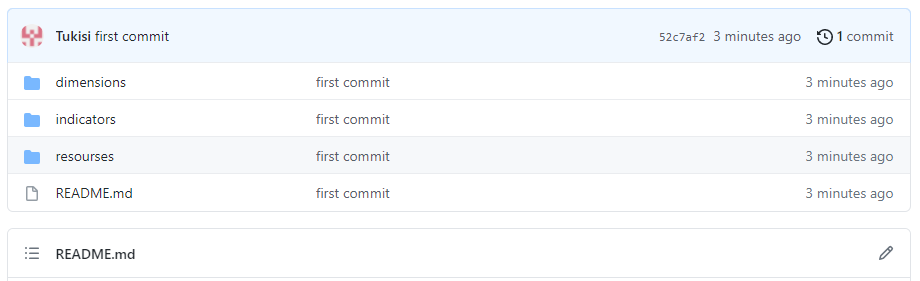 Tukisi first commit 52c7af2 3 minutes ago 1 commit
dimensions first commit 3 minutes ago
indicators first commit 3 minutes ago
resourses first commit 3 minutes ago
README.md first commit 3 minutes ago
README.md